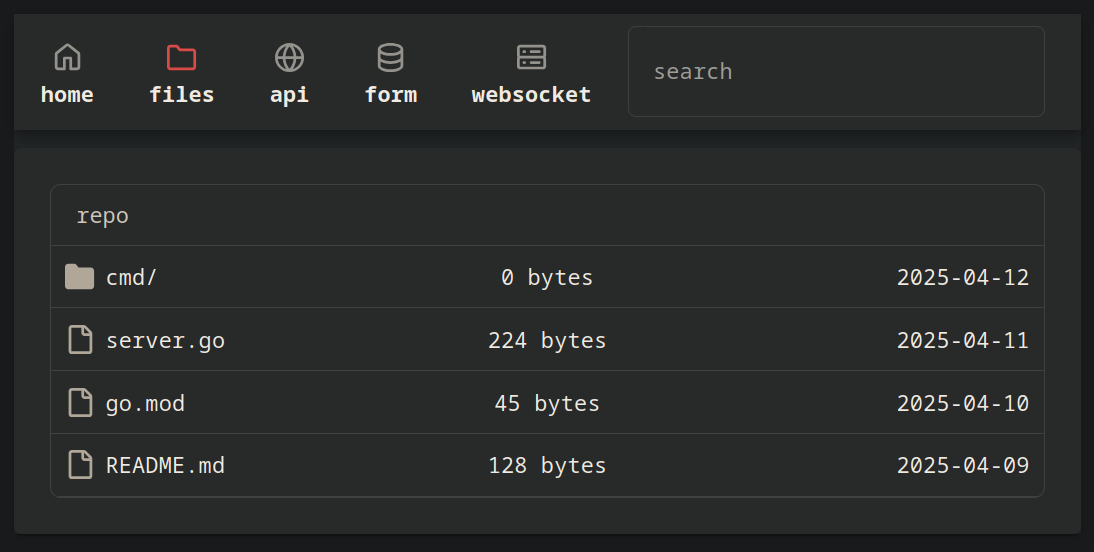 home files api form websocket search
repo
cmd/ 0 bytes 2025-04-12
server.go 224 bytes 2025-04-11
go.mod 45 bytes 2025-04-10
README.md 128 bytes 2025-04-09